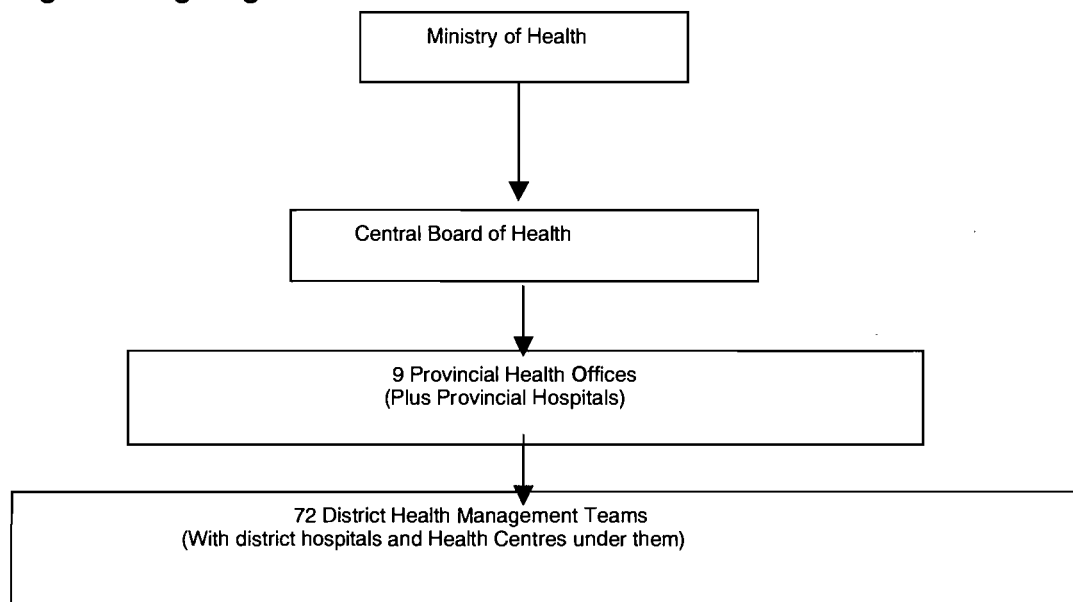 Ministry of Health
Central Board of Health
9 Provincial Health Offices
(Plus Provincial Hospitals)
72 District Health Management Teams
(With district hospitals and Health Centres under them)